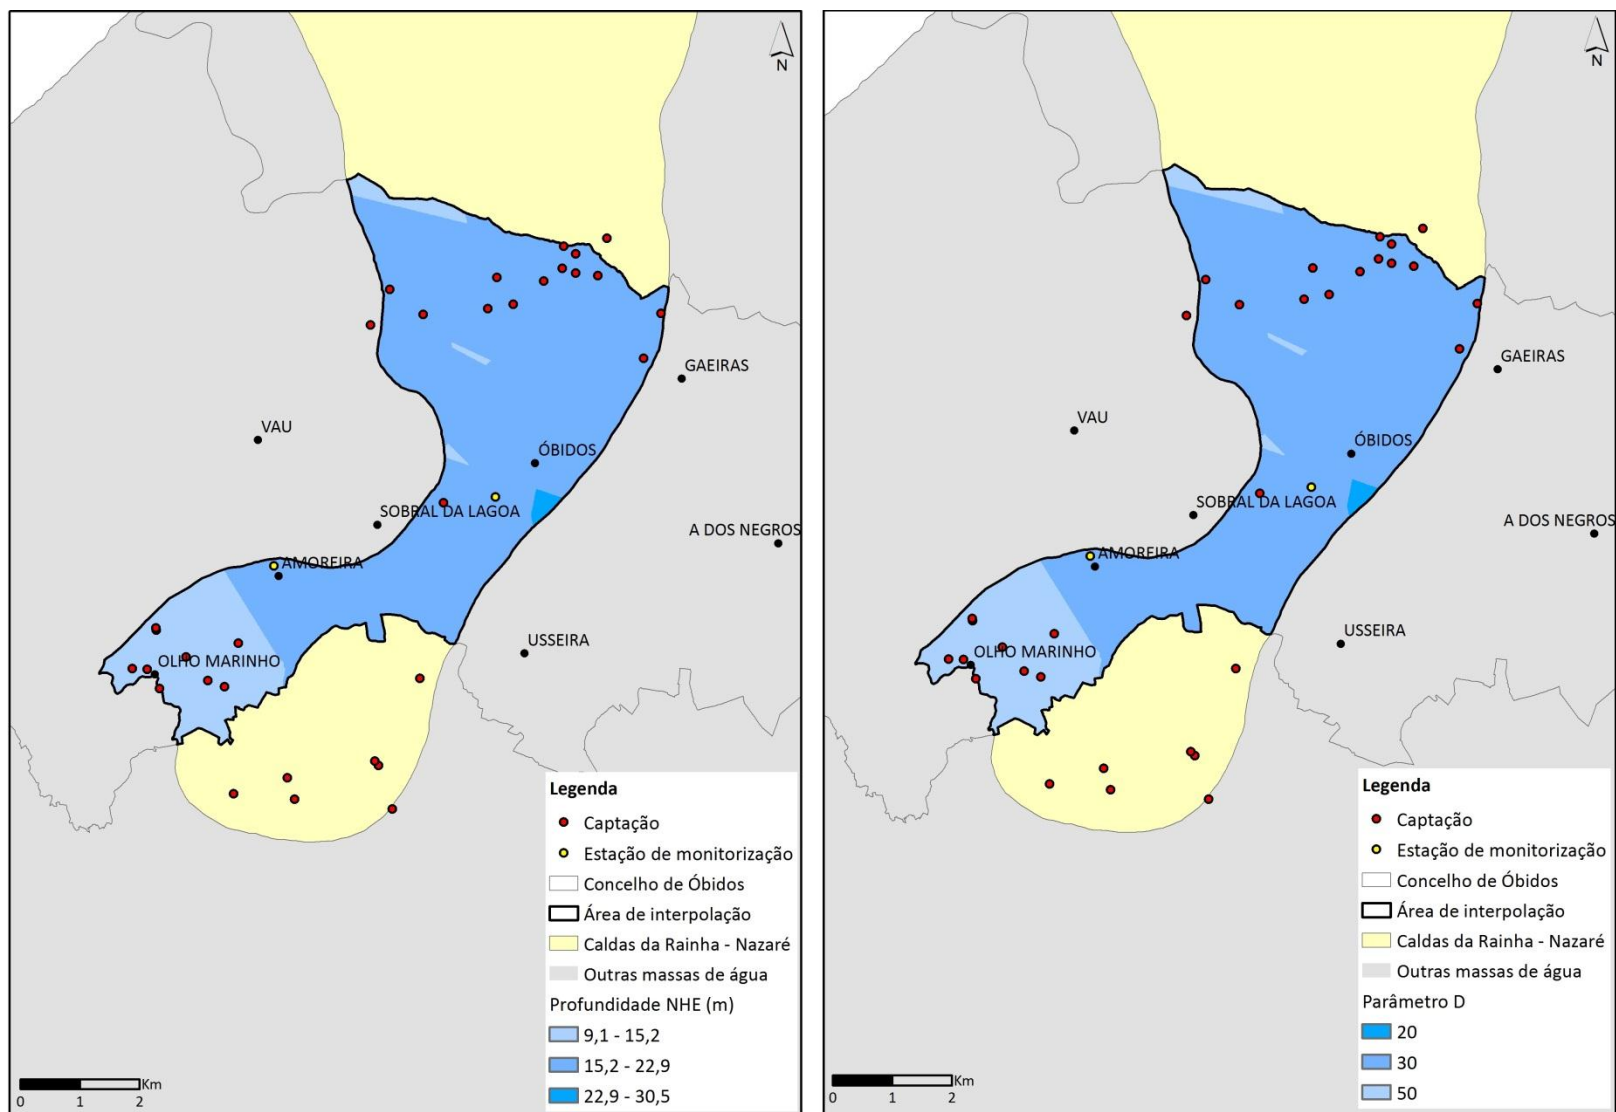 N
GAEIRAS
VAU
ÓBIDOS
SOBRAL DA LAGOA
A DOS NEGROS
AMOREIRA
USSEIRA
OLHO MARINHO
Legenda
Captação
Estação de monitorização
Concelho de Óbidos
Área de interpolação
Caldas da Rainha - Nazaré
Outras massas de água
Profundidade NHE (m)
9,1 - 15,2
15,2 - 22,9
22,9 - 30,5
Km
0 1 2
N
GAEIRAS
VAU
ÓBIDOS
SOBRAL DA LAGOA
A DOS NEGROS
AMOREIRA
USSEIRA
OLHO MARINHO
Legenda
Captação
Estação de monitorização
Concelho de Óbidos
Área de interpolação
Caldas da Rainha - Nazaré
Outras massas de água
Parâmetro D
20
30
50
Km
0 1 2